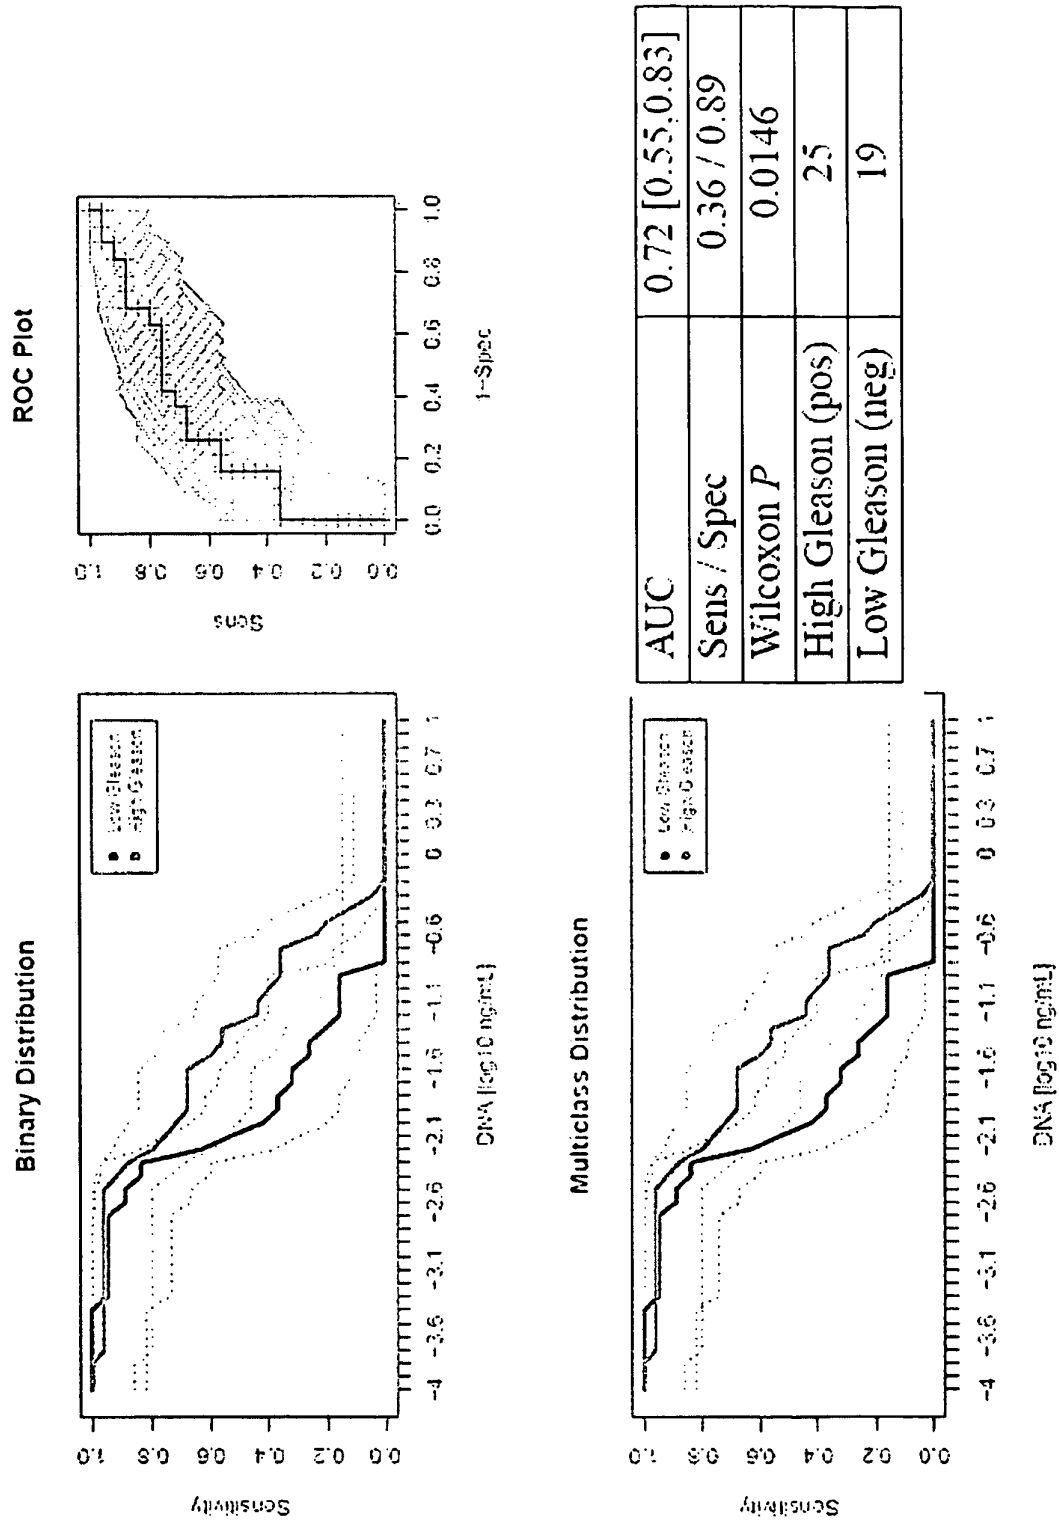 Binary Distribution
Sensitivity
1.0
0.8
0.6
0.4
0.2
0.0
Low Gleason
High Gleason
-4 -3.6 -3.1 -2.6 -2.1 -1.6 -1.1 -0.6 0 0.3 0.7 1
DNA [log10 ng/mL]
ROC Plot
Sens
1.0
0.8
0.6
0.4
0.2
0.0
0.0 0.2 0.4 0.6 0.8 1.0
1-Spec
Multiclass Distribution
Sensitivity
1.0
0.8
0.6
0.4
0.2
0.0
Low Gleason
High Gleason
-4 -3.6 -3.1 -2.6 -2.1 -1.6 -1.1 -0.6 0 0.3 0.7 1
DNA [log10 ng/mL]
AUC 0.72 [0.55,0.83]
Sens / Spec 0.36 / 0.89
Wilcoxon P 0.0146
High Gleason (pos) 25
Low Gleason (neg) 19